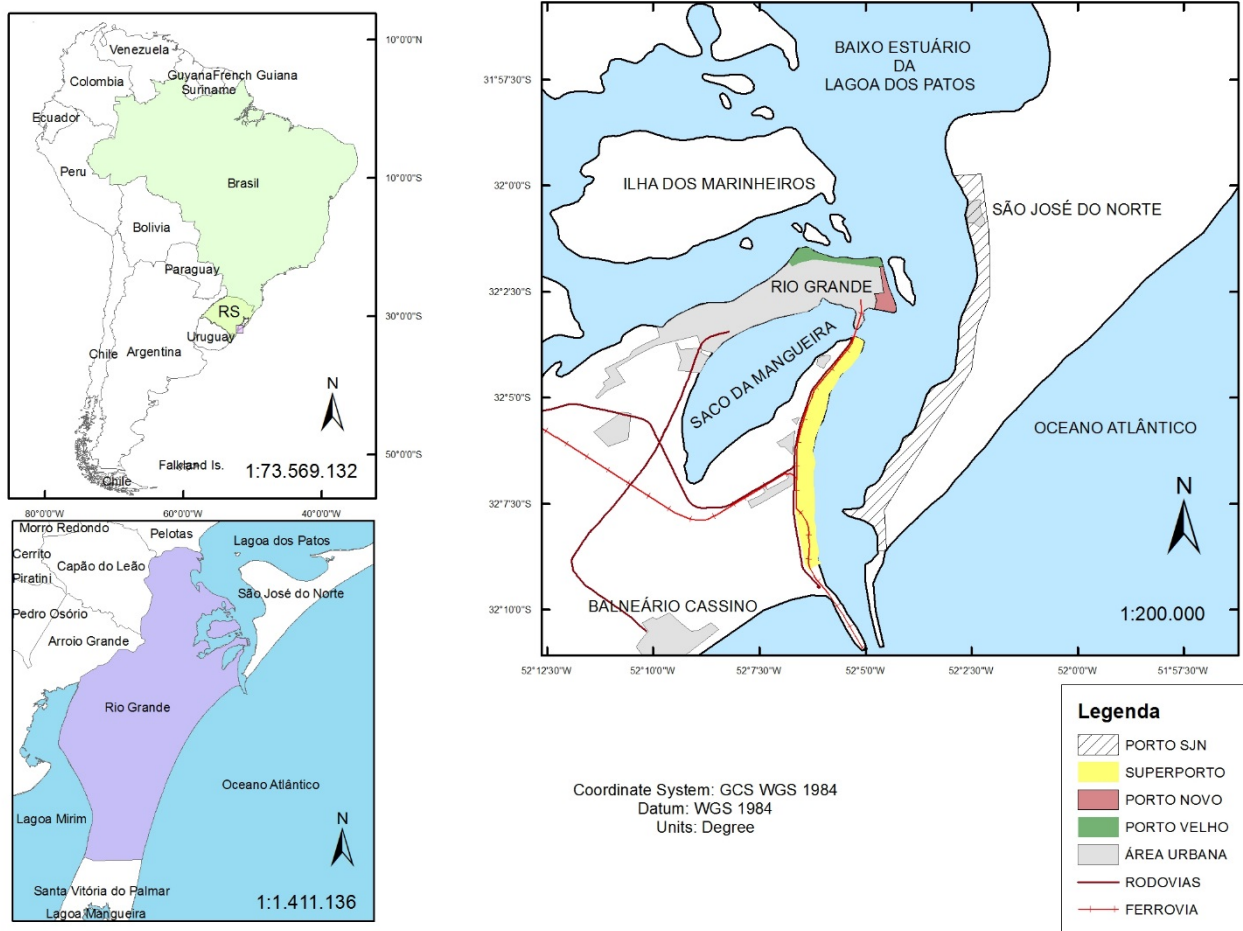 Venezuela
Colombia
Guyana
French Guiana
Suriname
Ecuador
Peru
Brasil
Bolivia
Paraguay
RS
Uruguay
Chile
Argentina
Falkland Is.
Chile
N
1:73.569.132
10°0'0"N
10°0'0"S
30°0'0"S
50°0'0"S
80°0'0"W
60°0'0"W
40°0'0"W
Morro Redondo
Pelotas
Lagoa dos Patos
Cerrito
Capão do Leão
Piratini
São José do Norte
Pedro Osório
Arroio Grande
Rio Grande
Oceano Atlântico
Lagoa Mirim
N
Santa Vitória do Palmar
Lagoa Mangueira
1:1.411.136
BAIXO ESTUÁRIO
DA
LAGOA DOS PATOS
ILHA DOS MARINHEIROS
SÃO JOSÉ DO NORTE
RIO GRANDE
SACO DA MANGUEIRA
OCEANO ATLÂNTICO
BALNEÁRIO CASSINO
N
1:200.000
31°57'30"S
32°0'0"S
32°2'30"S
32°5'0"S
32°7'30"S
32°10'0"S
52°12'30"W
52°10'0"W
52°7'30"W
52°5'0"W
52°2'30"W
52°0'0"W
51°57'30"W
Coordinate System: GCS WGS 1984
Datum: WGS 1984
Units: Degree
Legenda
PORTO SJN
SUPERPORTO
PORTO NOVO
PORTO VELHO
ÁREA URBANA
RODOVIAS
FERROVIA